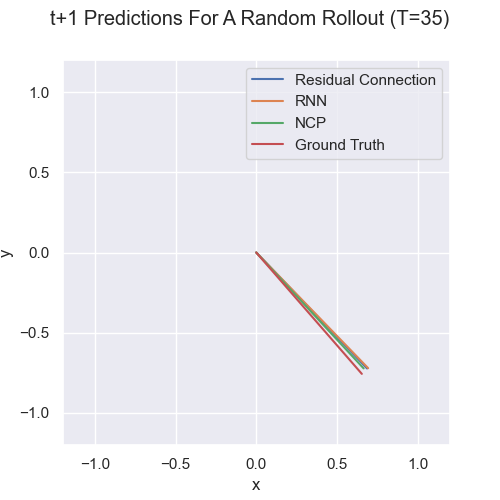 t+1 Predictions For A Random Rollout (T=35)
Residual Connection
RNN
NCP
Ground Truth
1.0
0.5
0.0
−0.5
−1.0
y
−1.0 −0.5 0.0 0.5 1.0
x